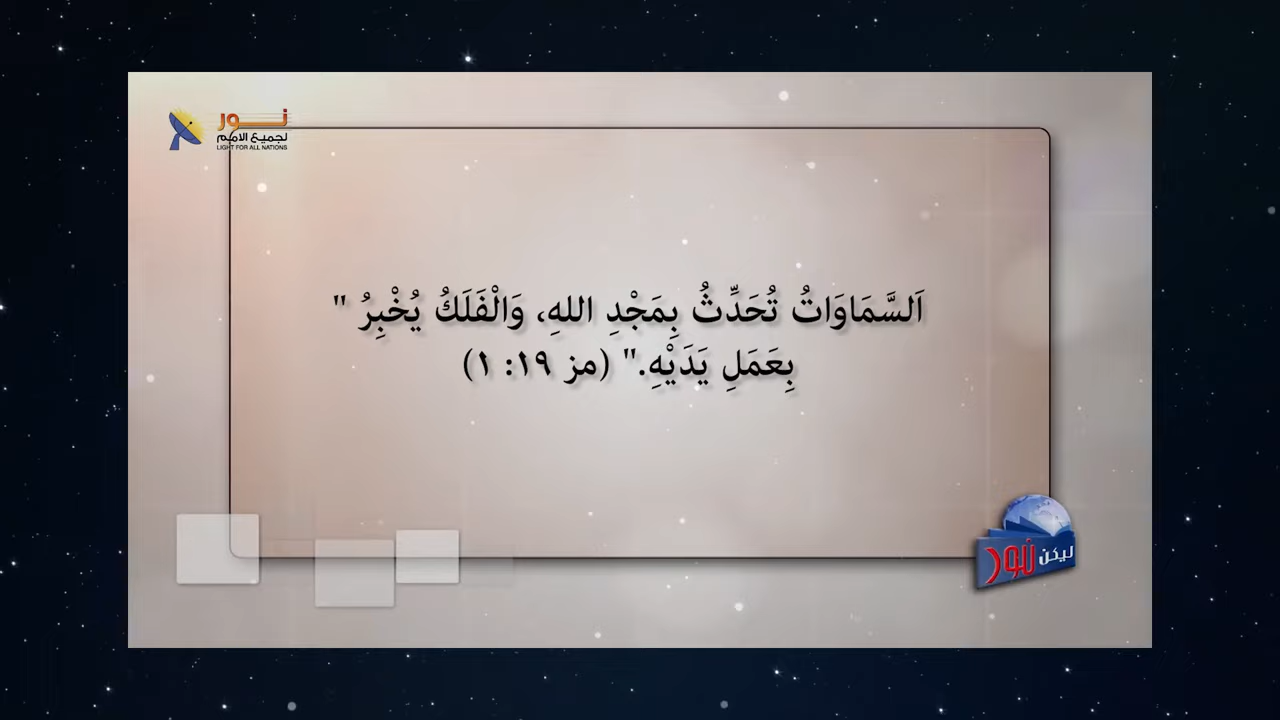 نور
لجميع الامم
LIGHT FOR ALL NATIONS
اَلسَّمَاوَاتُ تُحَدِّثُ بِمَجْدِ اللهِ، وَالْفَلَكُ يُخْبِرُ "
بِعَمَلِ يَدَيْهِ." (مز ١٩: ١)
ليكن نور